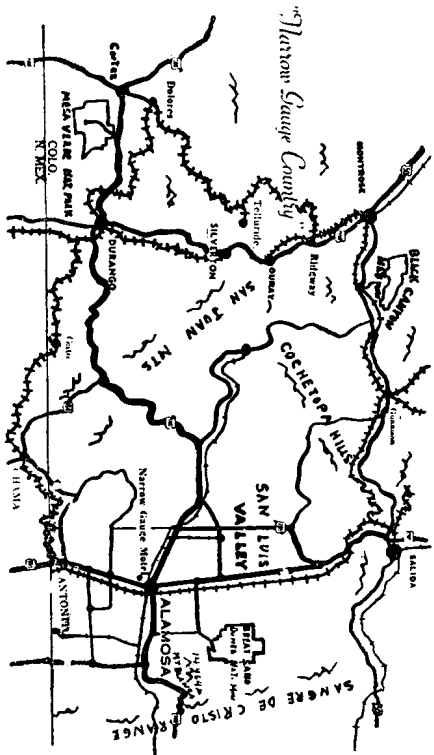 "Narrow Gauge Country"
MONTROSE
BLACK CANYON
MON
Gunnison
SALIDA
Ridgway
OURAY
Telluride
SILVERTON
Dolores
Cortez
MESA VERDE NAT. PARK
COLO.
N. MEX.
DURANGO
SAN JUAN
MTS
COCHETOPA
HILLS
SAN LUIS
VALLEY
Narrow Gauge Motel
ALAMOSA
GREAT SAND
DUNES NAT. Mon
SANGRE DE CRISTO RANGE
CHAMA
ANTONITO